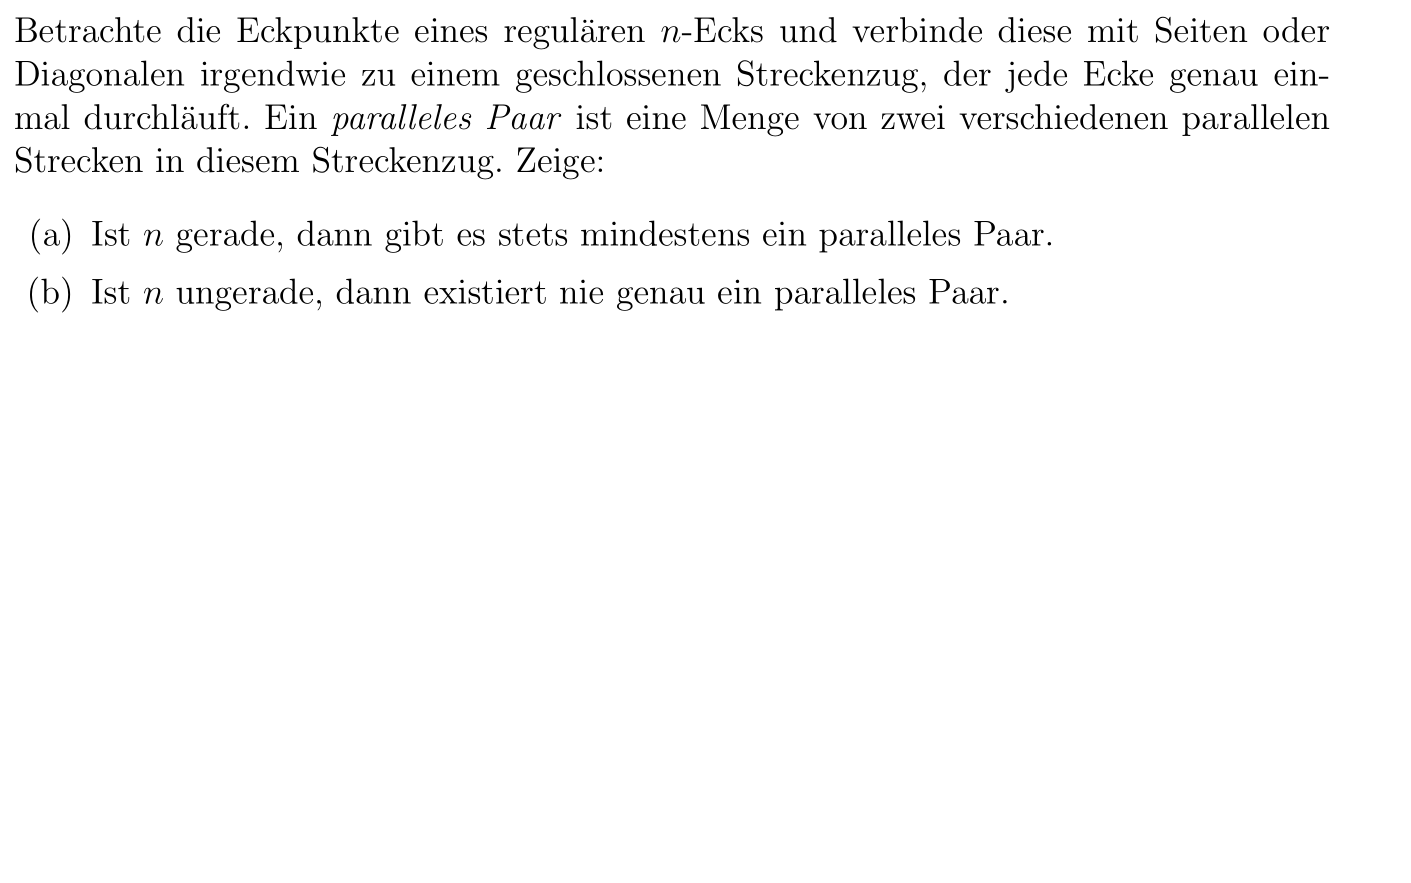 Betrachte die Eckpunkte eines regulären n-Ecks und verbinde diese mit Seiten oder
Diagonalen irgendwie zu einem geschlossenen Streckenzug, der jede Ecke genau ein-
mal durchläuft. Ein paralleles Paar ist eine Menge von zwei verschiedenen parallelen
Strecken in diesem Streckenzug. Zeige:
(a) Ist n gerade, dann gibt es stets mindestens ein paralleles Paar.
(b) Ist n ungerade, dann existiert nie genau ein paralleles Paar.